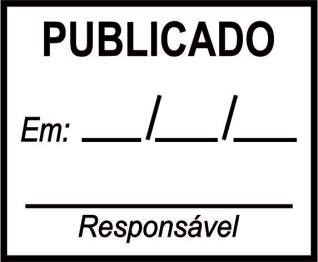 PUBLICADO
Em: ___/___/___
Responsável